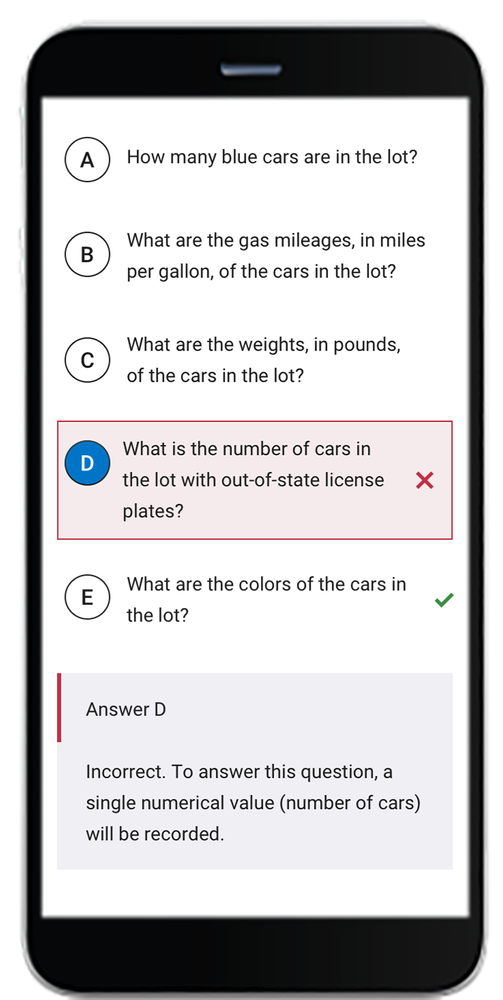 A
How many blue cars are in the lot?
B
What are the gas mileages, in miles
per gallon, of the cars in the lot?
C
What are the weights, in pounds,
of the cars in the lot?
D
What is the number of cars in
the lot with out-of-state license
plates?
E
What are the colors of the cars in
the lot?
Answer D
Incorrect. To answer this question, a
single numerical value (number of cars)
will be recorded.